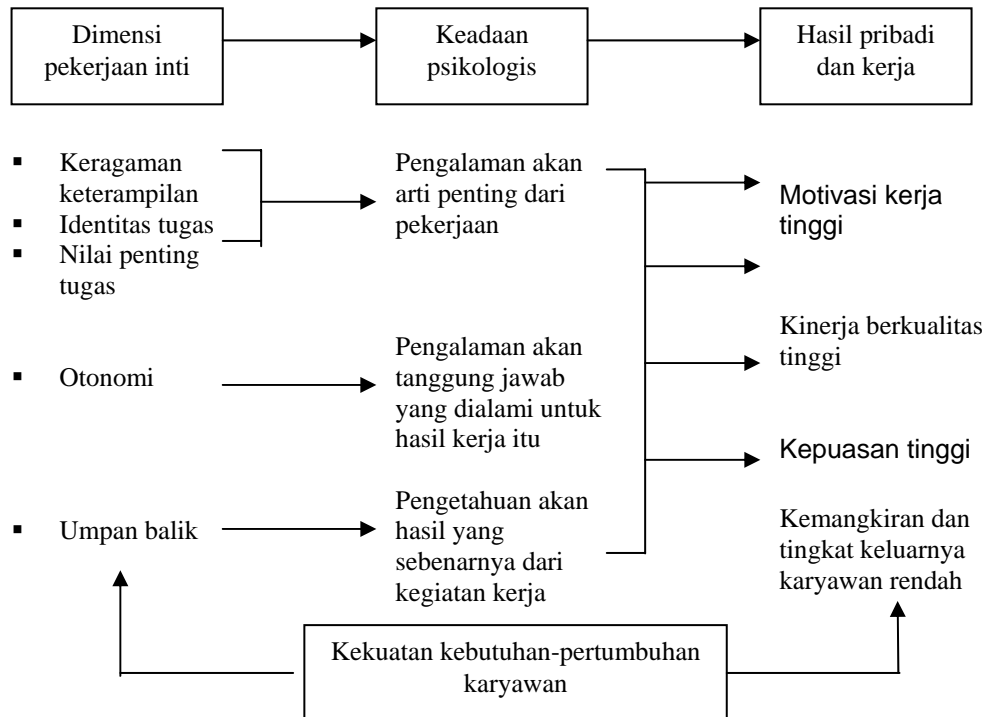 Dimensi
pekerjaan inti
Keadaan
psikologis
Hasil pribadi
dan kerja
▪ Keragaman
keterampilan
▪ Identitas tugas
▪ Nilai penting
tugas
Pengalaman akan
arti penting dari
pekerjaan
Motivasi kerja
tinggi
▪ Otonomi
Pengalaman akan
tanggung jawab
yang dialami untuk
hasil kerja itu
Kinerja berkualitas
tinggi
Kepuasan tinggi
▪ Umpan balik
Pengetahuan akan
hasil yang
sebenarnya dari
kegiatan kerja
Kemangkiran dan
tingkat keluarnya
karyawan rendah
Kekuatan kebutuhan-pertumbuhan
karyawan